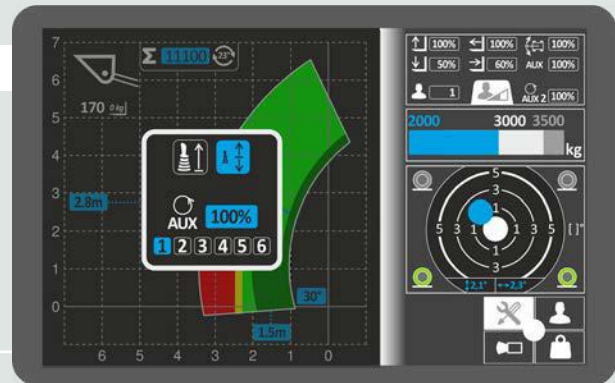 7
Σ 11100 23°
6
170 0 kg
5
4
3
2.8m
2
1
0
30°
1.5m
6 5 4 3 2 1 0
AUX 100%
1 2 3 4 5 6
100% 100% 100%
50% 60% AUX 100%
1 AUX 2 100%
2000 3000 3500
kg
5
3
1
5 3 1 1 3 5 [ ]°
1
3
2,1° 2,3°